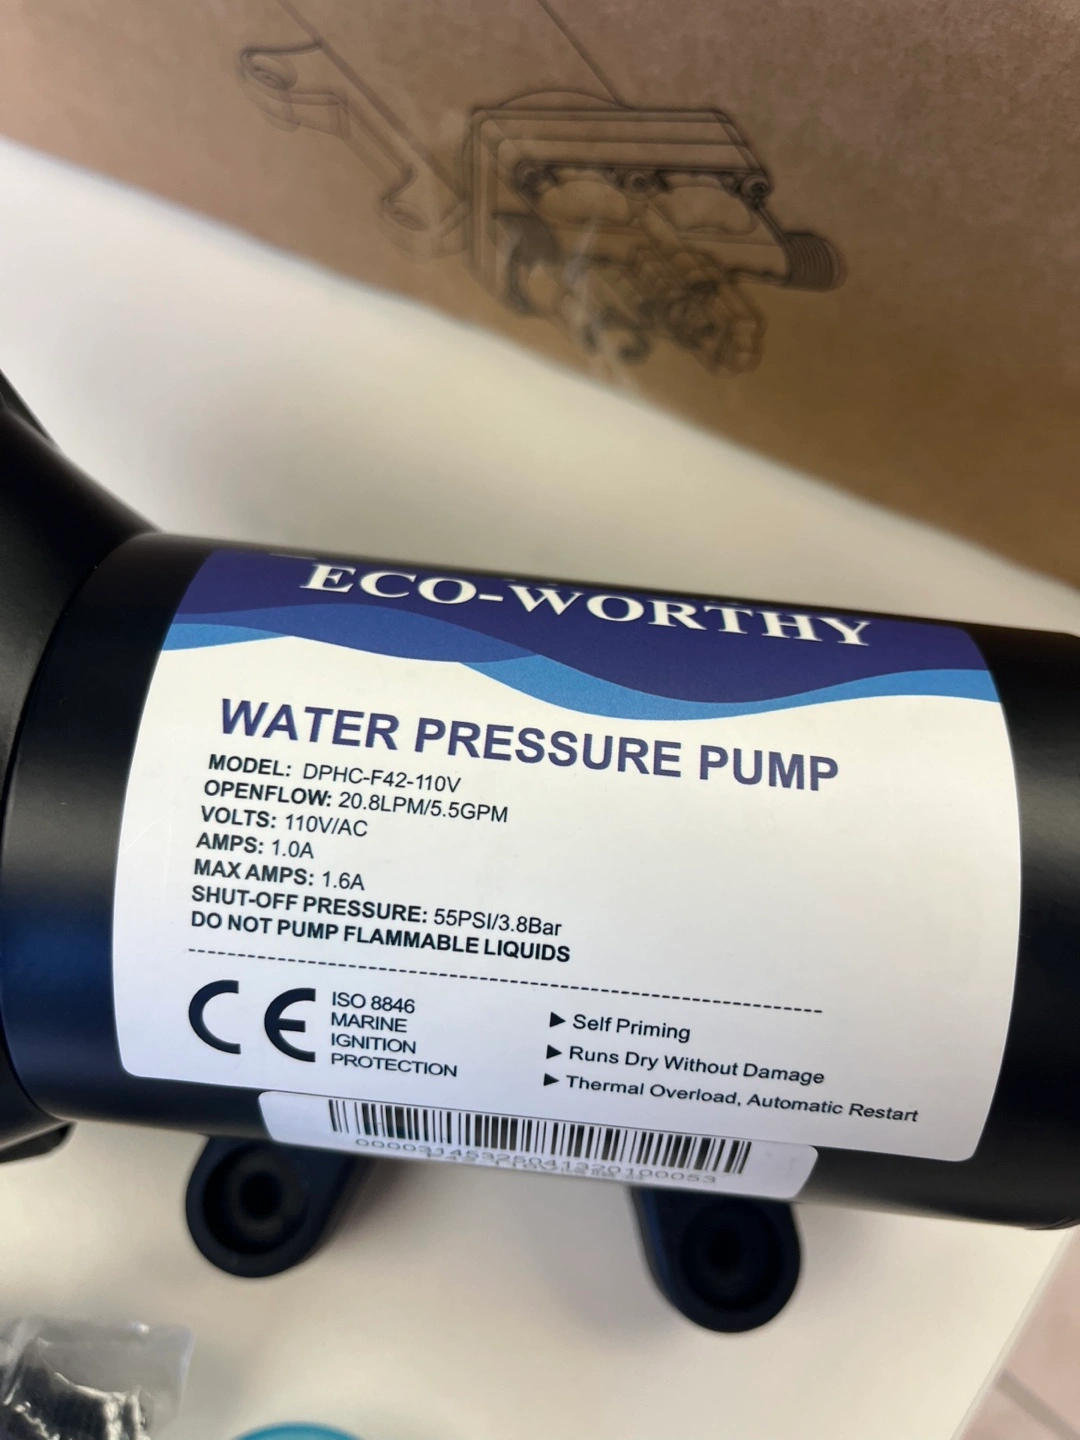 ECO-WORTHY
WATER PRESSURE PUMP
MODEL: DPHC-F42-110V
OPENFLOW: 20.8LPM/5.5GPM
VOLTS: 110V/AC
AMPS: 1.0A
MAX AMPS: 1.6A
SHUT-OFF PRESSURE: 55PSI/3.8Bar
DO NOT PUMP FLAMMABLE LIQUIDS
CE
ISO 8846
MARINE
IGNITION
PROTECTION
▶ Self Priming
▶ Runs Dry Without Damage
▶ Thermal Overload, Automatic Restart